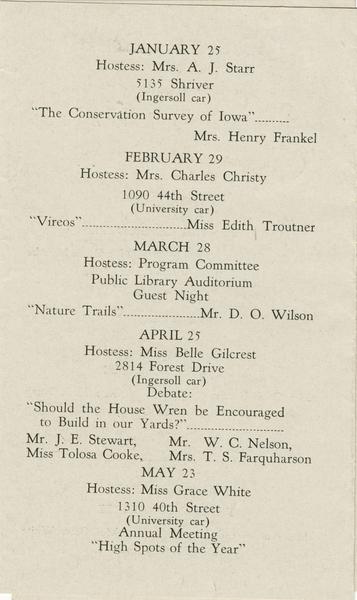 JANUARY 25
Hostess: Mrs. A. J. Starr
5135 Shriver
(Ingersoll car)
"The Conservation Survey of Iowa"..........
Mrs. Henry Frankel
FEBRUARY 29
Hostess: Mrs. Charles Christy
1090 44th Street
(University car)
"Vireos"..............................Miss Edith Troutner
MARCH 28
Hostess: Program Committee
Public Library Auditorium
Guest Night
"Nature Trails"......................Mr. D. O. Wilson
APRIL 25
Hostess: Miss Belle Gilcrest
2814 Forest Drive
(Ingersoll car)
Debate:
"Should the House Wren be Encouraged
to Build in our Yards?"............................
Mr. J. E. Stewart, Mr. W. C. Nelson,
Miss Tolosa Cooke, Mrs. T. S. Farquharson
MAY 23
Hostess: Miss Grace White
1310 40th Street
(University car)
Annual Meeting
"High Spots of the Year"